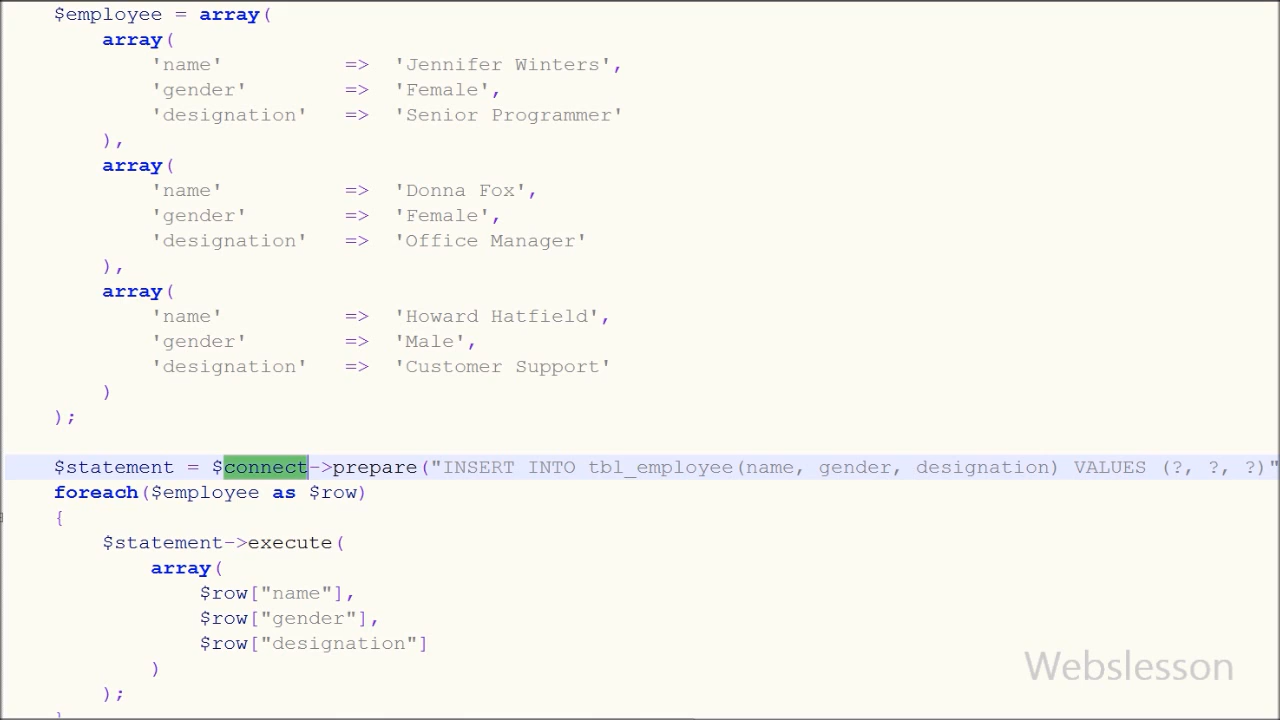 $employee = array(
array(
'name' => 'Jennifer Winters',
'gender' => 'Female',
'designation' => 'Senior Programmer'
),
array(
'name' => 'Donna Fox',
'gender' => 'Female',
'designation' => 'Office Manager'
),
array(
'name' => 'Howard Hatfield',
'gender' => 'Male',
'designation' => 'Customer Support'
)
);
$statement = $connect->prepare("INSERT INTO tbl_employee(name, gender, designation) VALUES (?, ?, ?)"
foreach($employee as $row)
{
$statement->execute(
array(
$row["name"],
$row["gender"],
$row["designation"]
)
);
}
Webslesson